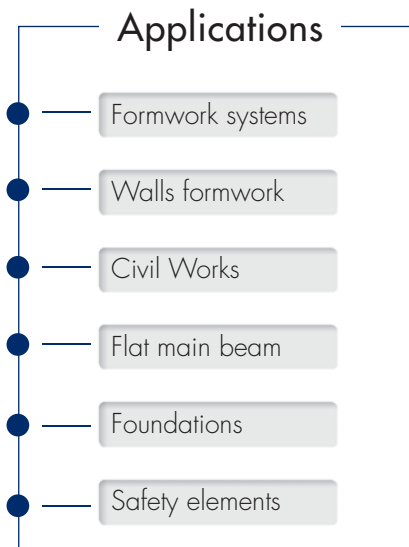 Applications
Formwork systems
Walls formwork
Civil Works
Flat main beam
Foundations
Safety elements